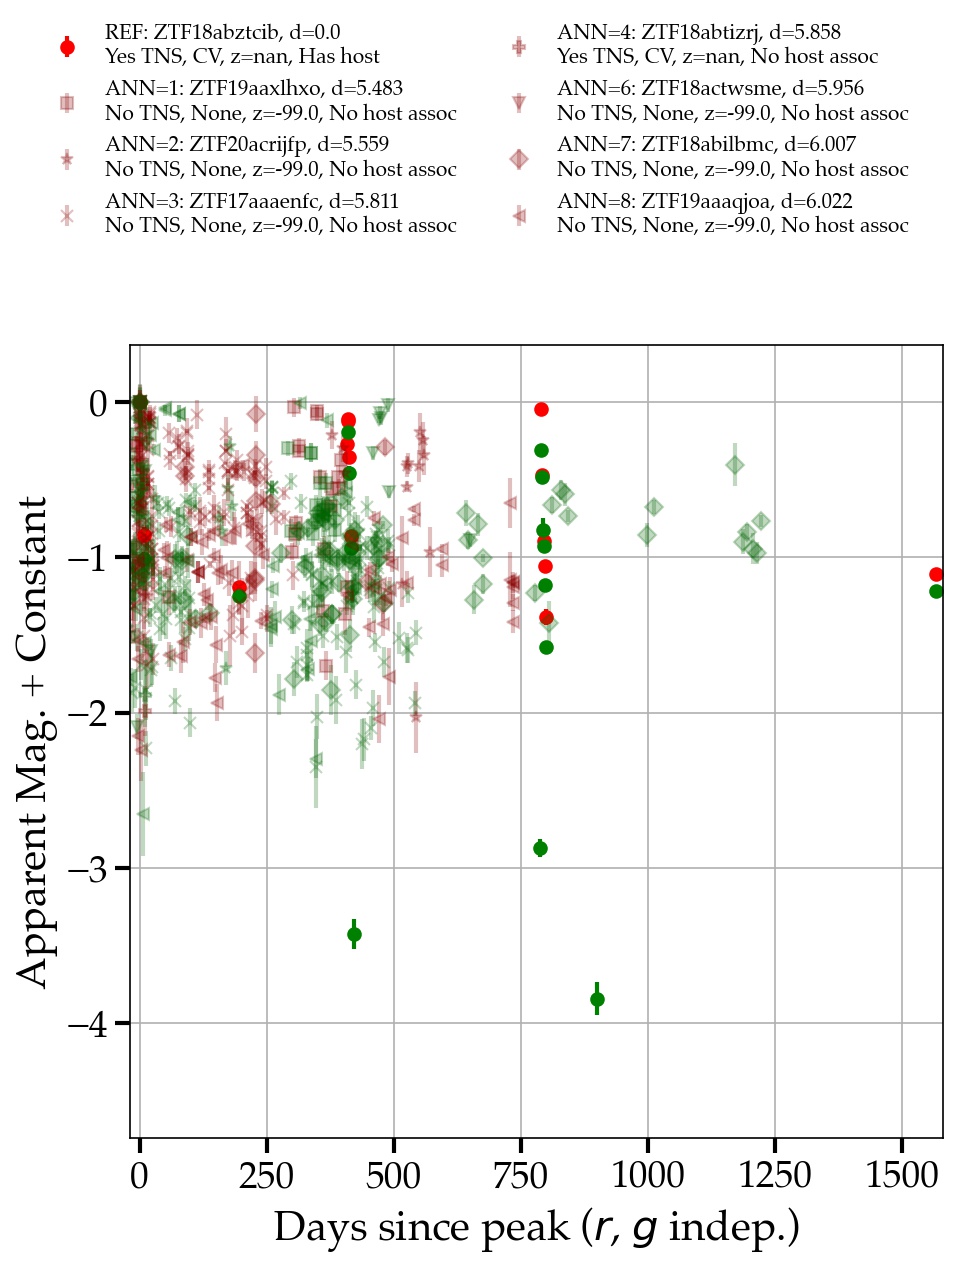 REF: ZTF18abztcib, d=0.0
Yes TNS, CV, z=nan, Has host
ANN=1: ZTF19aaxlhxo, d=5.483
No TNS, None, z=-99.0, No host assoc
ANN=2: ZTF20acrijfp, d=5.559
No TNS, None, z=-99.0, No host assoc
ANN=3: ZTF17aaaenfc, d=5.811
No TNS, None, z=-99.0, No host assoc
ANN=4: ZTF18abtizrj, d=5.858
Yes TNS, CV, z=nan, No host assoc
ANN=6: ZTF18actwsme, d=5.956
No TNS, None, z=-99.0, No host assoc
ANN=7: ZTF18abilbmc, d=6.007
No TNS, None, z=-99.0, No host assoc
ANN=8: ZTF19aaaqjoa, d=6.022
No TNS, None, z=-99.0, No host assoc
Apparent Mag. + Constant
0
−1
−2
−3
−4
0 250 500 750 1000 1250 1500
Days since peak (r, g indep.)